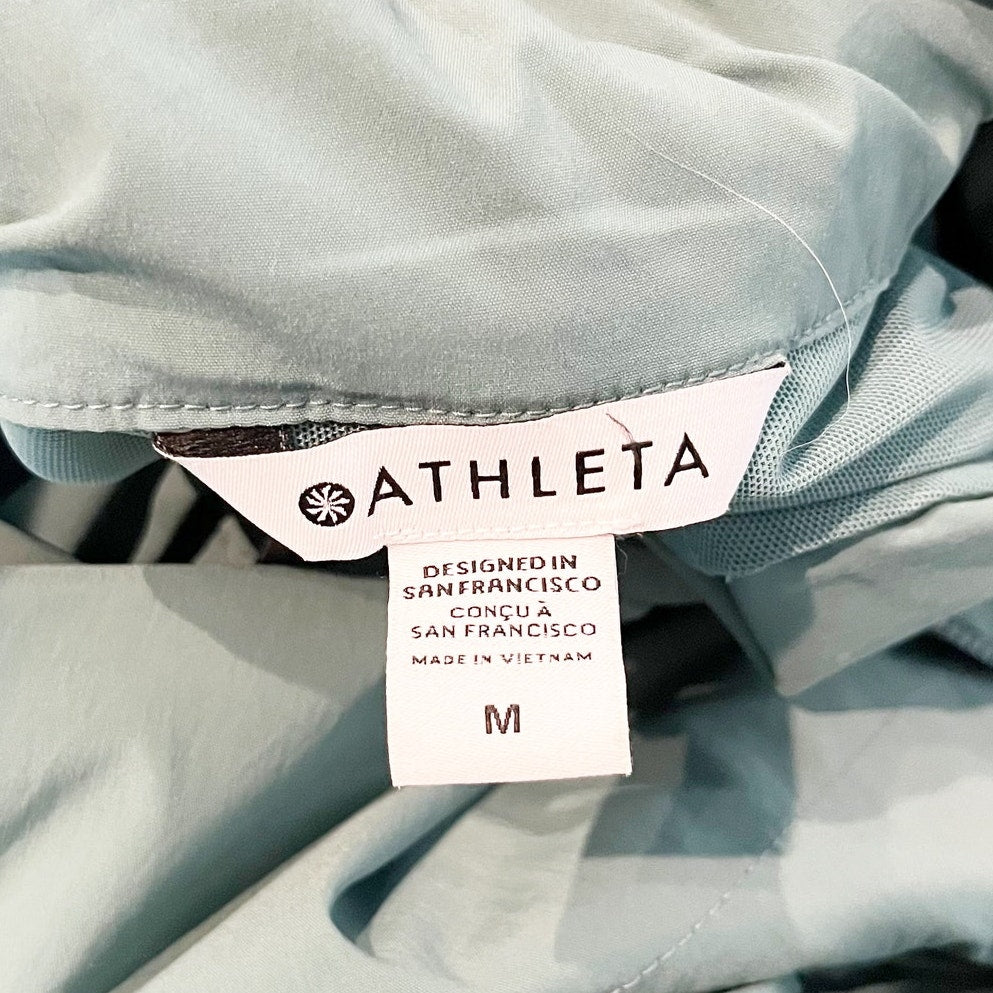 ATHLETA
DESIGNED IN
SAN FRANCISCO
CONÇU À
SAN FRANCISCO
MADE IN VIETNAM
M